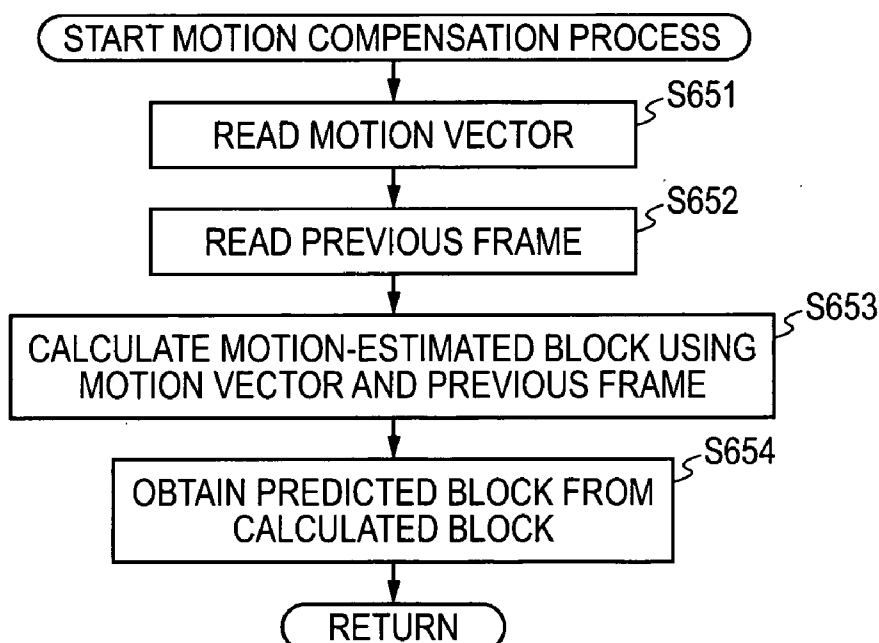 START MOTION COMPENSATION PROCESS
S651
READ MOTION VECTOR
S652
READ PREVIOUS FRAME
S653
CALCULATE MOTION-ESTIMATED BLOCK USING
MOTION VECTOR AND PREVIOUS FRAME
S654
OBTAIN PREDICTED BLOCK FROM
CALCULATED BLOCK
RETURN